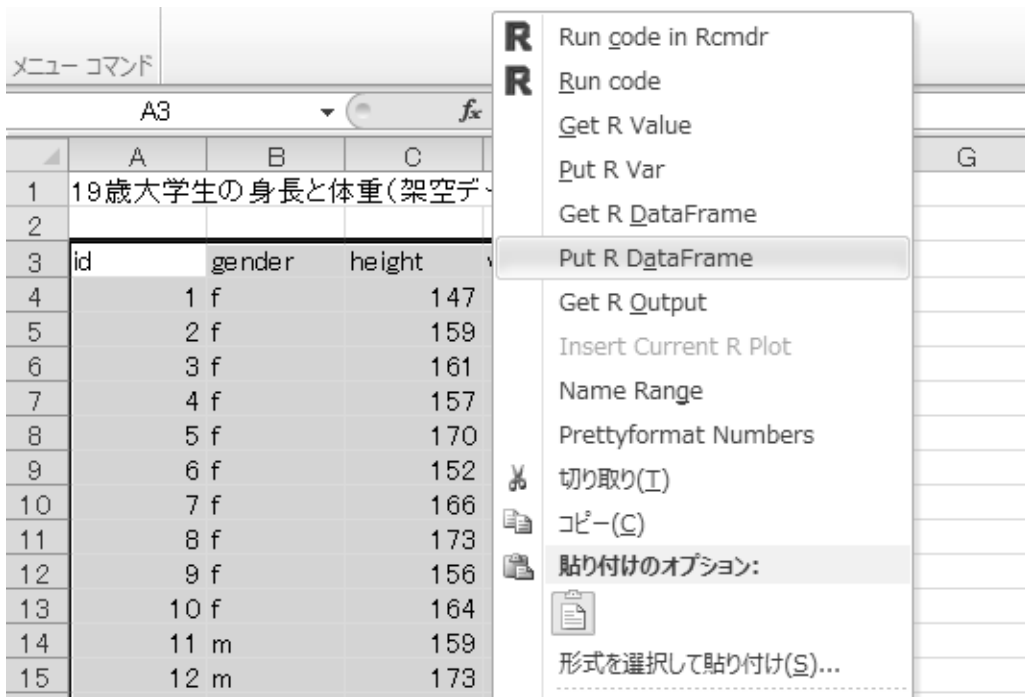 メニュー コマンド
A3
fx
A B C G
1 19歳大学生の身長と体重(架空デ
2
3 id gender height
4 1 f 147
5 2 f 159
6 3 f 161
7 4 f 157
8 5 f 170
9 6 f 152
10 7 f 166
11 8 f 173
12 9 f 156
13 10 f 164
14 11 m 159
15 12 m 173
R Run code in Rcmdr
R Run code
Get R Value
Put R Var
Get R DataFrame
Put R DataFrame
Get R Output
Insert Current R Plot
Name Range
Prettyformat Numbers
切り取り(T)
コピー(C)
貼り付けのオプション:
形式を選択して貼り付け(S)...